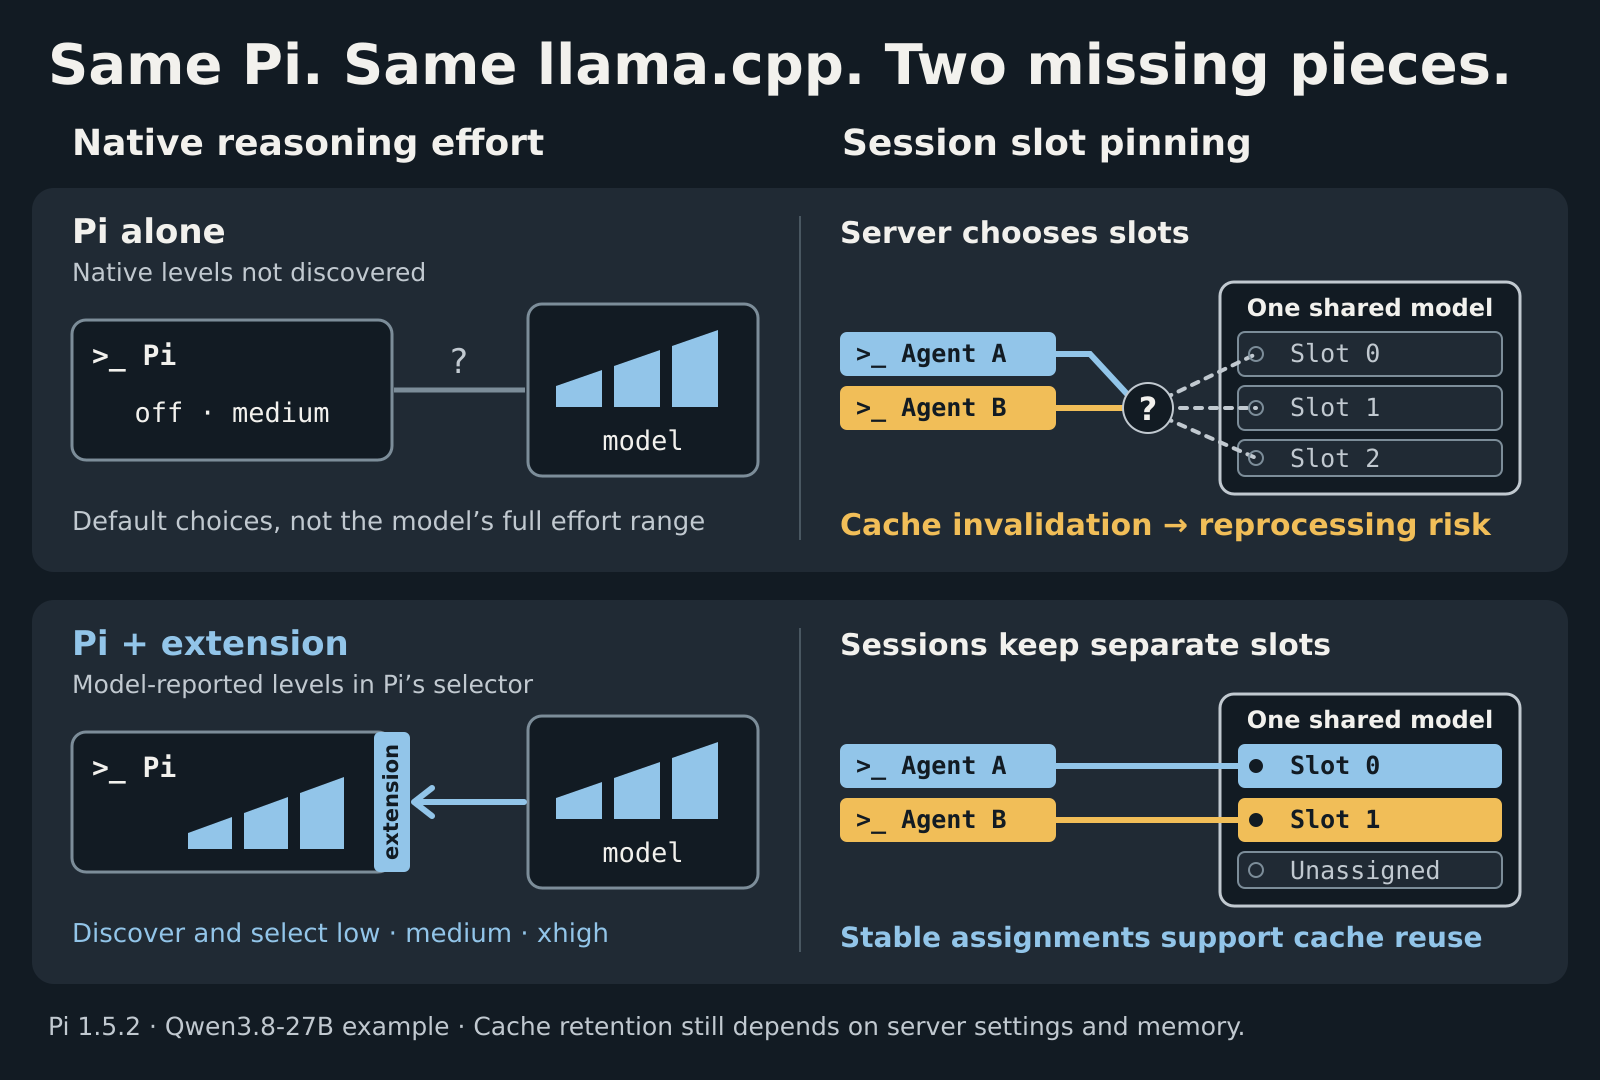 Same Pi. Same llama.cpp. Two missing pieces.
Native reasoning effort
Session slot pinning
Pi alone
Native levels not discovered
>_ Pi
off · medium
?
model
Default choices, not the model’s full effort range
Server chooses slots
>_ Agent A
>_ Agent B
?
One shared model
Slot 0
Slot 1
Slot 2
Cache invalidation → reprocessing risk
Pi + extension
Model-reported levels in Pi’s selector
>_ Pi
extension
model
Discover and select low · medium · xhigh
Sessions keep separate slots
>_ Agent A
>_ Agent B
One shared model
Slot 0
Slot 1
Unassigned
Stable assignments support cache reuse
Pi 1.5.2 · Qwen3.8-27B example · Cache retention still depends on server settings and memory.